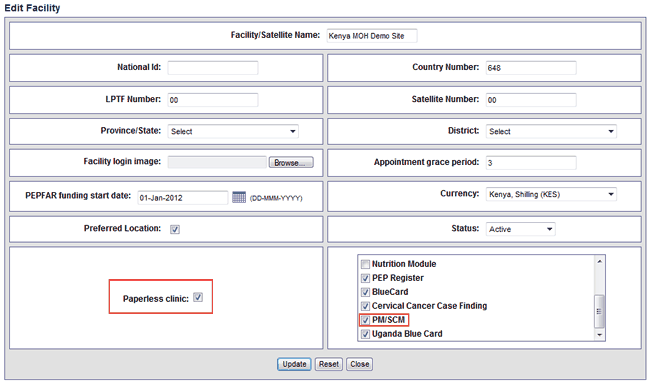 Edit Facility
Facility/Satellite Name: Kenya MOH Demo Site
National Id: Country Number: 648
LPTF Number: 00 Satellite Number: 00
Province/State: Select District: Select
Facility login image: Browse... Appointment grace period: 3
PEPFAR funding start date: 01-Jan-2012 (DD-MMM-YYYY) Currency: Kenya, Shilling (KES)
Preferred Location: Status: Active
Paperless clinic:
Nutrition Module
PEP Register
BlueCard
Cervical Cancer Case Finding
PM/SCM
Uganda Blue Card
Update Reset Close